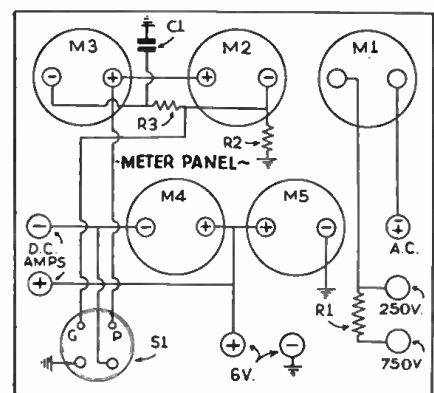 C1
M3
M2
M1
R3
R2
~METER PANEL~
M4
M5
D.C.
AMPS
A.C.
R1
250V.
G
P
S1
6V.
750V